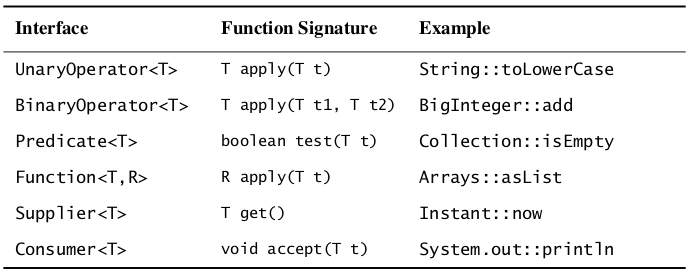 Interface Function Signature Example
UnaryOperator<T> T apply(T t) String::toLowerCase
BinaryOperator<T> T apply(T t1, T t2) BigInteger::add
Predicate<T> boolean test(T t) Collection::isEmpty
Function<T,R> R apply(T t) Arrays::asList
Supplier<T> T get() Instant::now
Consumer<T> void accept(T t) System.out::println